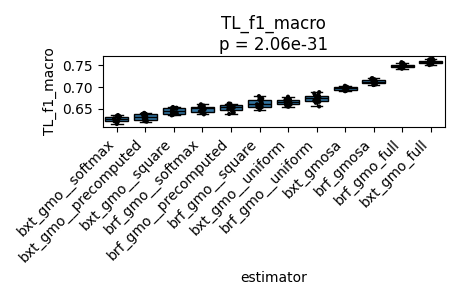 TL_f1_macro
p = 2.06e-31
TL_f1_macro
0.75
0.70
0.65
bxt_gmo__softmax
bxt_gmo__precomputed
bxt_gmo__square
brf_gmo__softmax
brf_gmo__precomputed
brf_gmo__square
bxt_gmo__uniform
brf_gmo__uniform
bxt_gmosa
brf_gmosa
brf_gmo_full
bxt_gmo_full
estimator